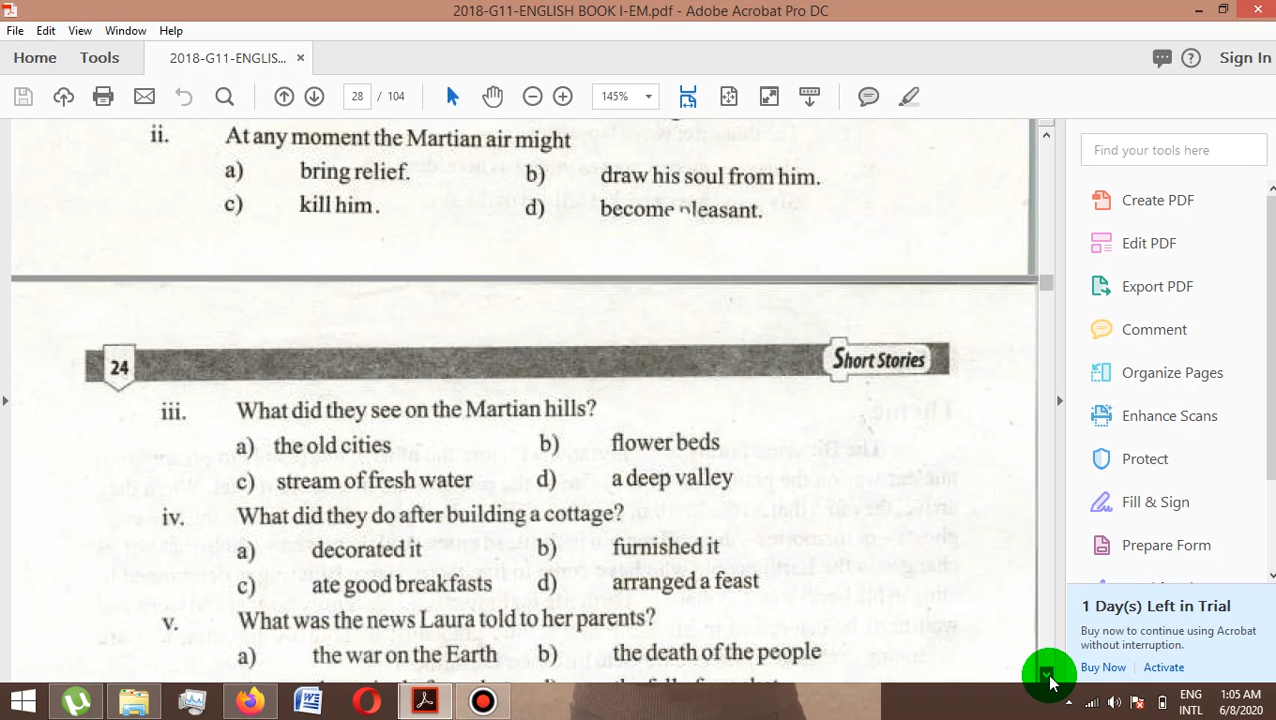 2018-G11-ENGLISH BOOK I-EM.pdf - Adobe Acrobat Pro DC
File Edit View Window Help
Home Tools 2018-G11-ENGLIS... × Sign In
28 / 104 145%
ii. At any moment the Martian air might
a) bring relief. b) draw his soul from him.
c) kill him. d) become pleasant.
24 Short Stories
iii. What did they see on the Martian hills?
a) the old cities b) flower beds
c) stream of fresh water d) a deep valley
iv. What did they do after building a cottage?
a) decorated it b) furnished it
c) ate good breakfasts d) arranged a feast
v. What was the news Laura told to her parents?
a) the war on the Earth b) the death of the people
Find your tools here
Create PDF
Edit PDF
Export PDF
Comment
Organize Pages
Enhance Scans
Protect
Fill & Sign
Prepare Form
1 Day(s) Left in Trial
Buy now to continue using Acrobat
without interruption.
Buy Now Activate
ENG 1:05 AM
INTL 6/8/2020